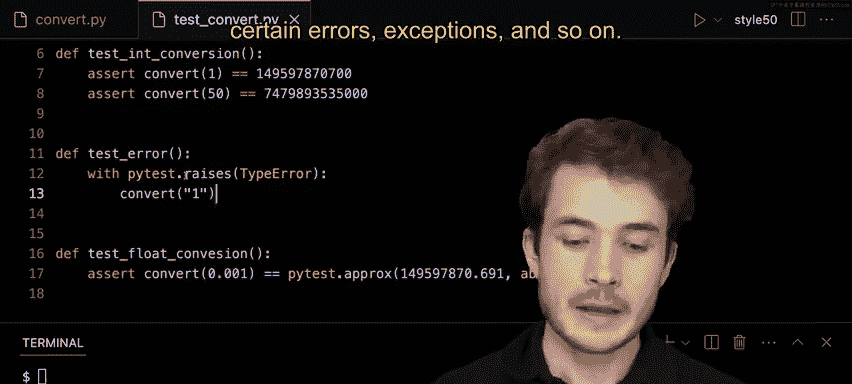 convert.py
test_convert.py
style50
certain errors, exceptions, and so on.
6 def test_int_conversion():
7 assert convert(1) == 149597870700
8 assert convert(50) == 7479893535000
9
10
11 def test_error():
12 with pytest.raises(TypeError):
13 convert("1")
14
15
16 def test_float_convesion():
17 assert convert(0.001) == pytest.approx(149597870.691, ab
18
TERMINAL
$